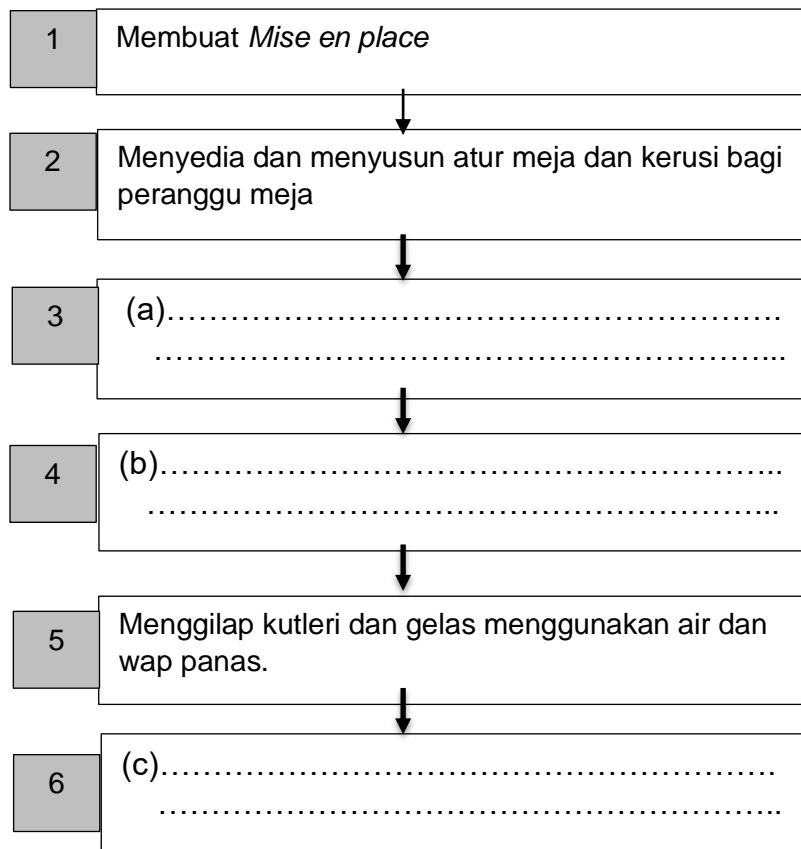 1
Membuat Mise en place
2
Menyedia dan menyusun atur meja dan kerusi bagi
peranggu meja
3
(a)……………………………………………………
……………………………………………………...
4
(b)…………………………………………………..
……………………………………………………...
5
Menggilap kutleri dan gelas menggunakan air dan
wap panas.
6
(c)……………………………………………………
……………………………………………………..